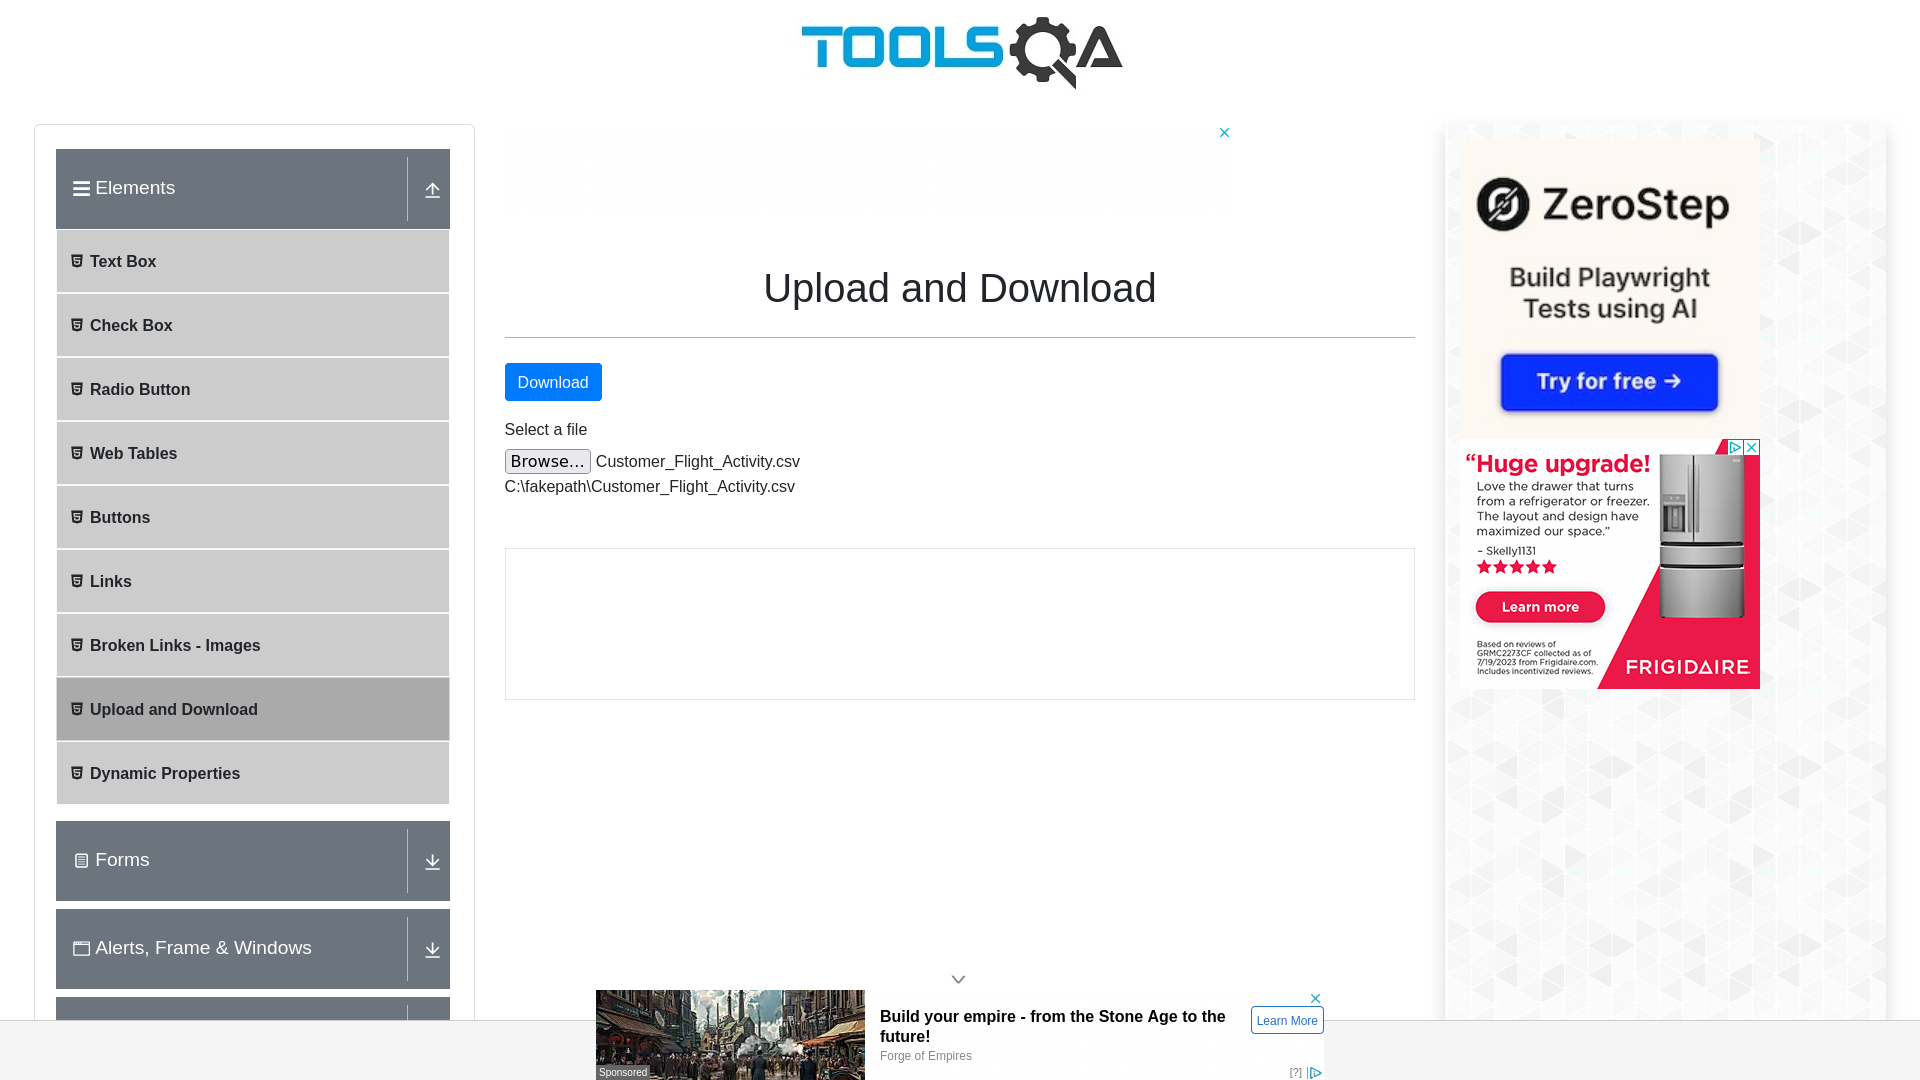 TOOLSQA
Elements
Text Box
Check Box
Radio Button
Web Tables
Buttons
Links
Broken Links - Images
Upload and Download
Dynamic Properties
Forms
Alerts, Frame & Windows
Upload and Download
Download
Select a file
Browse... Customer_Flight_Activity.csv
C:\fakepath\Customer_Flight_Activity.csv
ZeroStep
Build Playwright
Tests using AI
Try for free →
“Huge upgrade!
Love the drawer that turns
from a refrigerator or freezer.
The layout and design have
maximized our space.”
– Skelly1131
Learn more
Based on reviews of
GRMC2273CF collected as of
7/19/2023 from Frigidaire.com.
Includes incentivized reviews.
FRIGIDAIRE
Sponsored
Build your empire - from the Stone Age to the
future!
Forge of Empires
Learn More
[?]